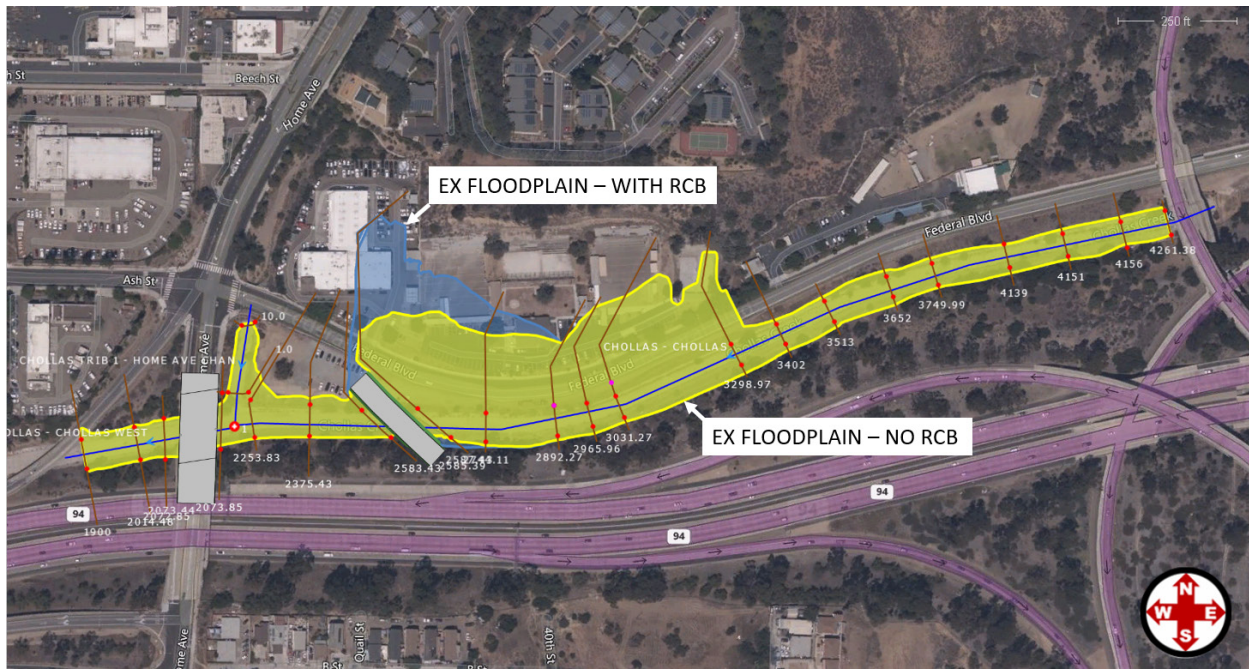 250 ft
Beech St
Home Ave
EX FLOODPLAIN – WITH RCB
Federal Blvd
4261.38
4156
4151
4139
3749.99
3652
3513
3402
3298.97
Ash St
10.0
1.0
CHOLLAS TRIB 1 - HOME AVE CHAN
CHOLLAS - CHOLLAS
Federal Blvd
Federal Blvd
CHOLLAS - CHOLLAS WEST
1
EX FLOODPLAIN – NO RCB
3031.27
2965.96
2892.27
2585.39
2583.43
2253.83
2375.43
2073.85
2073.44
2014.48
1900
94
94
94
N
W
E
S
Quail St
40th St
B St
B St